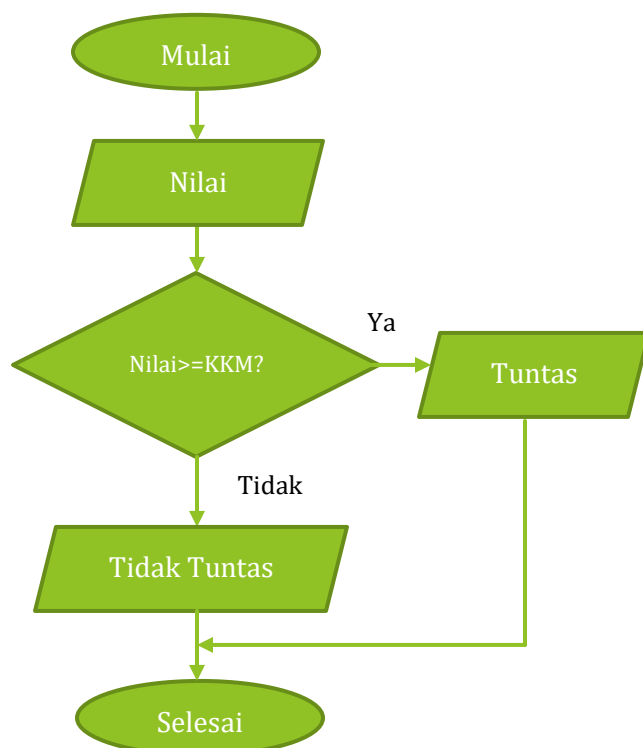 Mulai
Nilai
Nilai>=KKM?
Ya
Tuntas
Tidak
Tidak Tuntas
Selesai